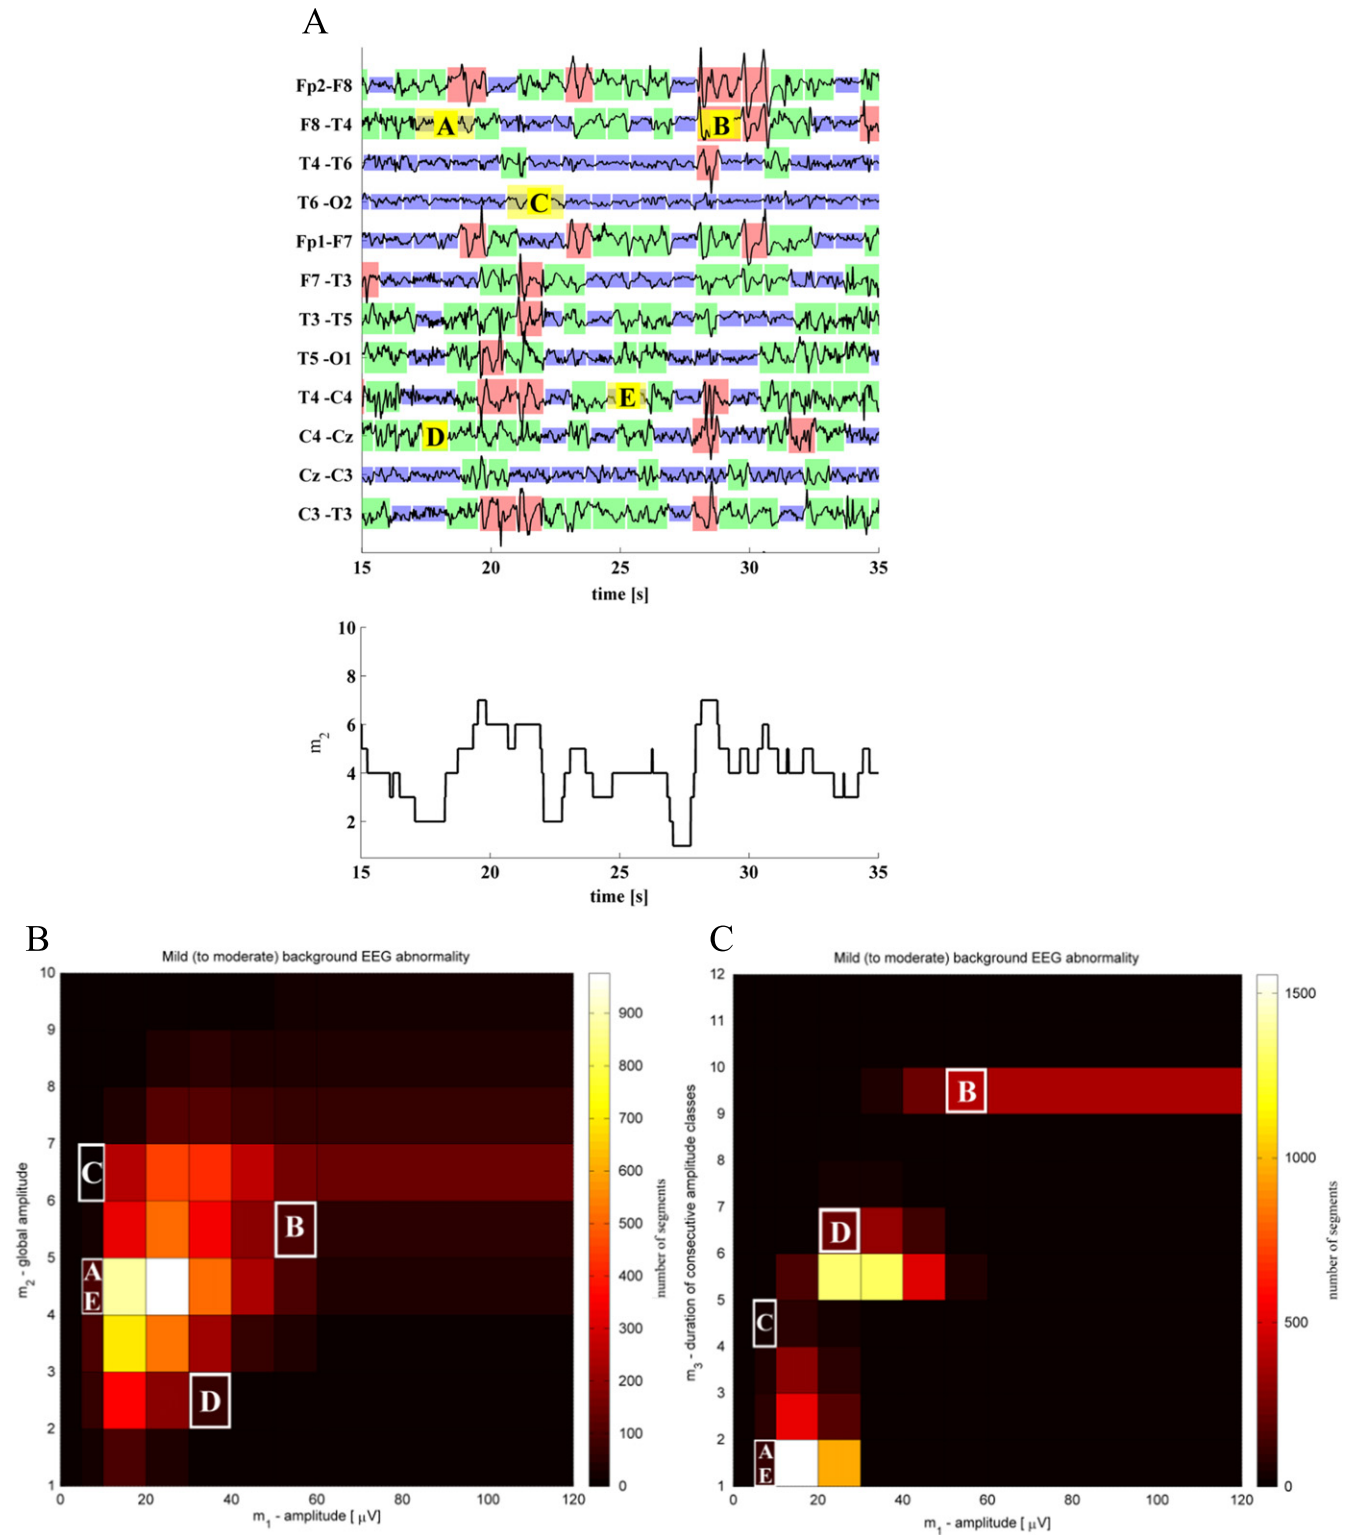 A
Fp2-F8
F8 -T4
A
B
T4 -T6
T6 -O2
C
Fp1-F7
F7 -T3
T3 -T5
T5 -O1
T4 -C4
E
C4 -Cz
D
Cz -C3
C3 -T3
15 20 25 30 35
time [s]
10
8
6
4
2
m2
15 20 25 30 35
time [s]
B
Mild (to moderate) background EEG abnormality
10
9
8
7
6
5
4
3
2
1
m2 - global amplitude
C
B
A
E
D
0 20 40 60 80 100 120
m1 - amplitude [ μV]
900
800
700
600
500
400
300
200
100
0
number of segments
C
Mild (to moderate) background EEG abnormality
12
11
10
9
8
7
6
5
4
3
2
1
m3 - duration of consecutive amplitude classes
B
D
C
A
E
0 20 40 60 80 100 120
m1 - amplitude [ μV]
1500
1000
500
0
number of segments